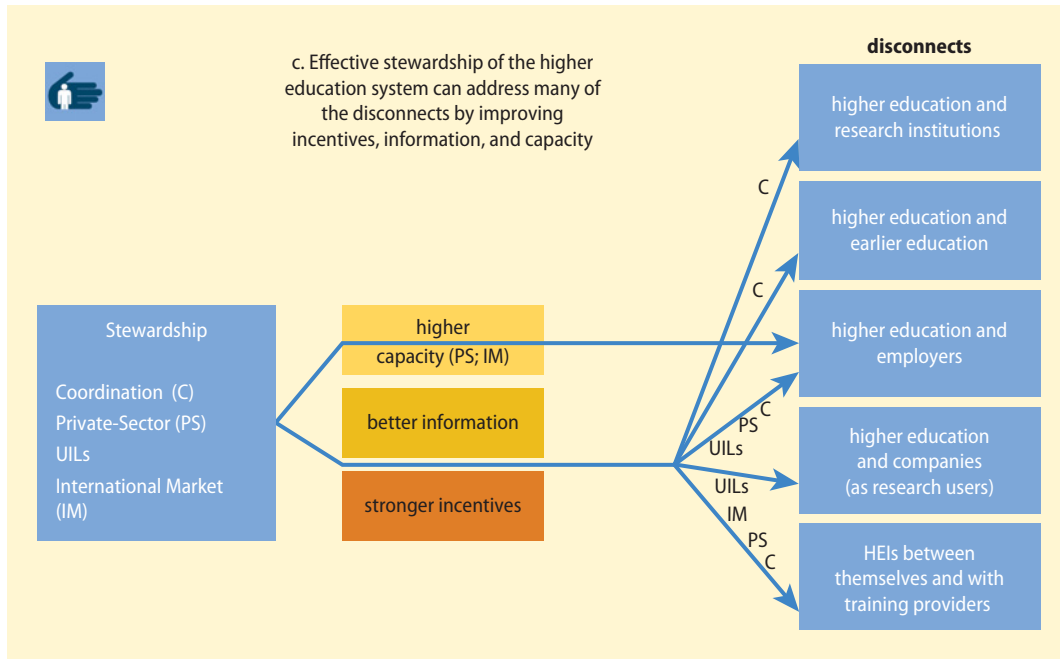 c. Effective stewardship of the higher
education system can address many of
the disconnects by improving
incentives, information, and capacity
disconnects
higher education and
research institutions
C
higher education and
earlier education
C
Stewardship
Coordination (C)
Private-Sector (PS)
UILs
International Market
(IM)
higher
capacity (PS; IM)
better information
stronger incentives
higher education and
employers
C
PS
UILs
higher education
and companies
(as research users)
UILs
IM
PS
C
HEIs between
themselves and with
training providers